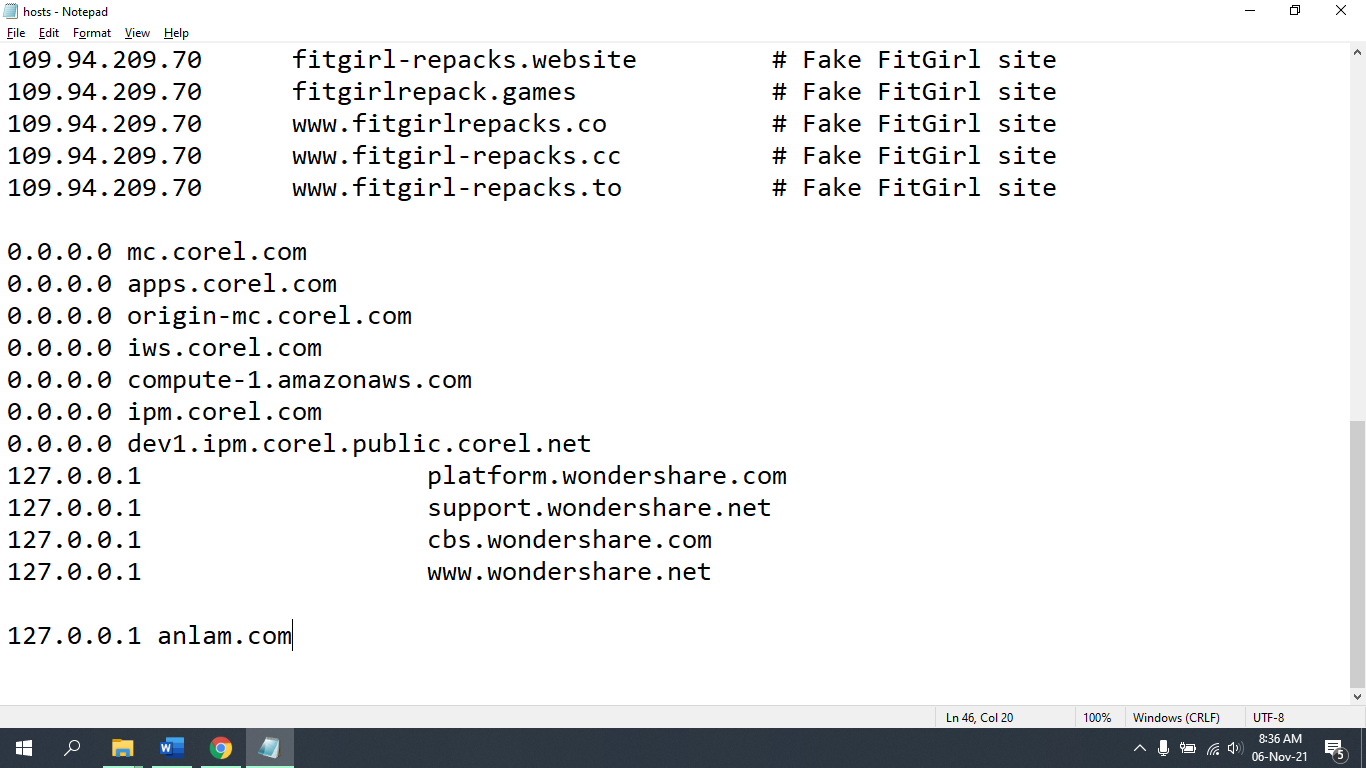 hosts - Notepad
File Edit Format View Help
109.94.209.70 fitgirl-repacks.website # Fake FitGirl site
109.94.209.70 fitgirlrepack.games # Fake FitGirl site
109.94.209.70 www.fitgirlrepacks.co # Fake FitGirl site
109.94.209.70 www.fitgirl-repacks.cc # Fake FitGirl site
109.94.209.70 www.fitgirl-repacks.to # Fake FitGirl site
0.0.0.0 mc.corel.com
0.0.0.0 apps.corel.com
0.0.0.0 origin-mc.corel.com
0.0.0.0 iws.corel.com
0.0.0.0 compute-1.amazonaws.com
0.0.0.0 ipm.corel.com
0.0.0.0 dev1.ipm.corel.public.corel.net
127.0.0.1 platform.wondershare.com
127.0.0.1 support.wondershare.net
127.0.0.1 cbs.wondershare.com
127.0.0.1 www.wondershare.net
127.0.0.1 anlam.com
Ln 46, Col 20 100% Windows (CRLF) UTF-8
W 8:36 AM
06-Nov-21 5